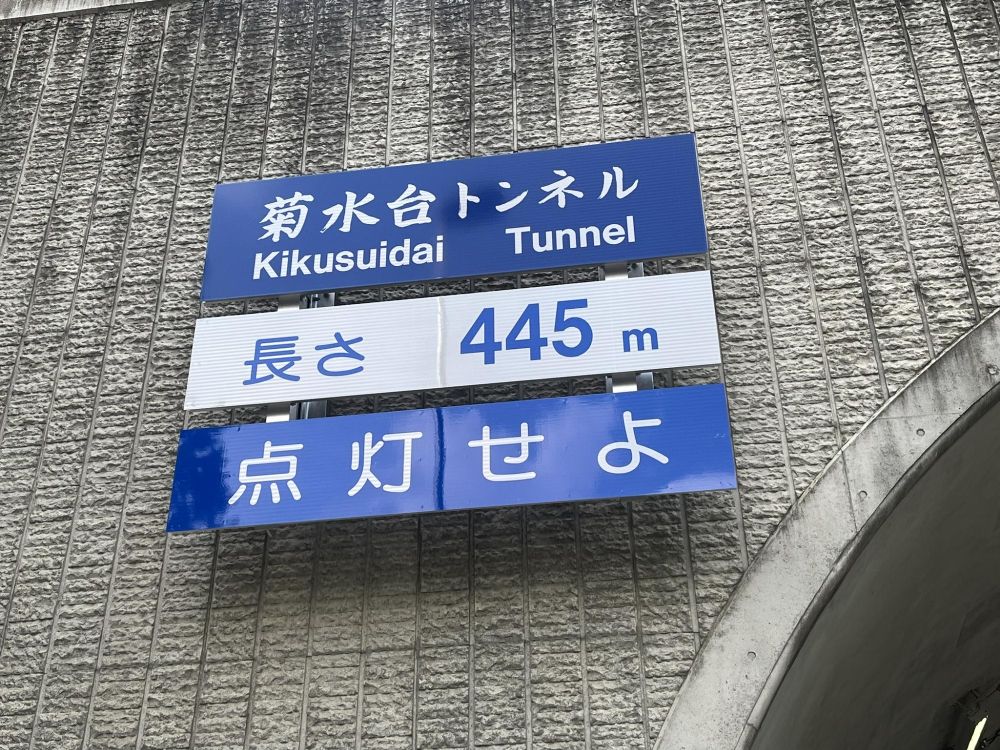 菊水台トンネル
Kikusuidai Tunnel
長さ 445 m
点灯せよ